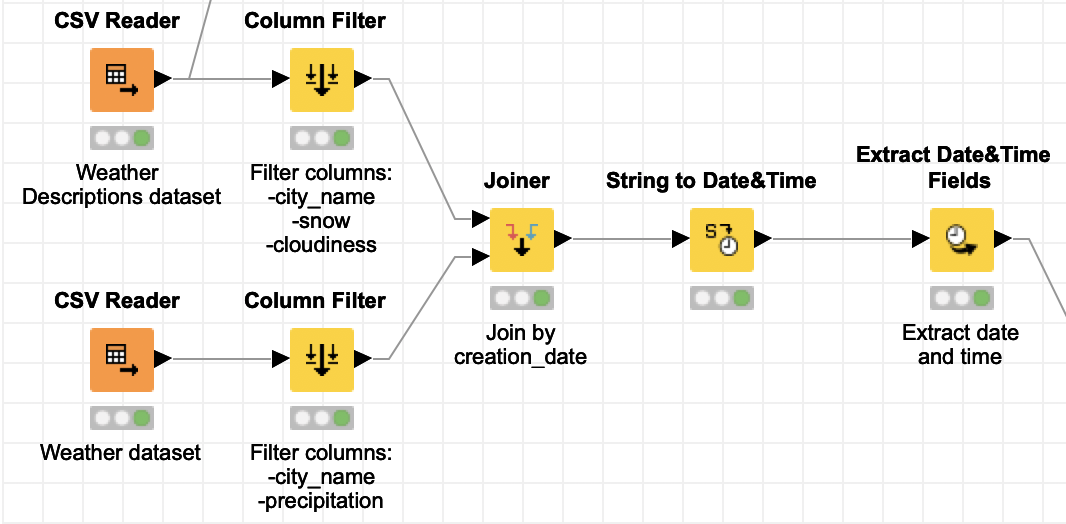 CSV Reader
Column Filter
Weather
Descriptions dataset
Filter columns:
-city_name
-snow
-cloudiness
Joiner
Join by
creation_date
String to Date&Time
S
Extract Date&Time
Fields
Extract date
and time
CSV Reader
Column Filter
Weather dataset
Filter columns:
-city_name
-precipitation